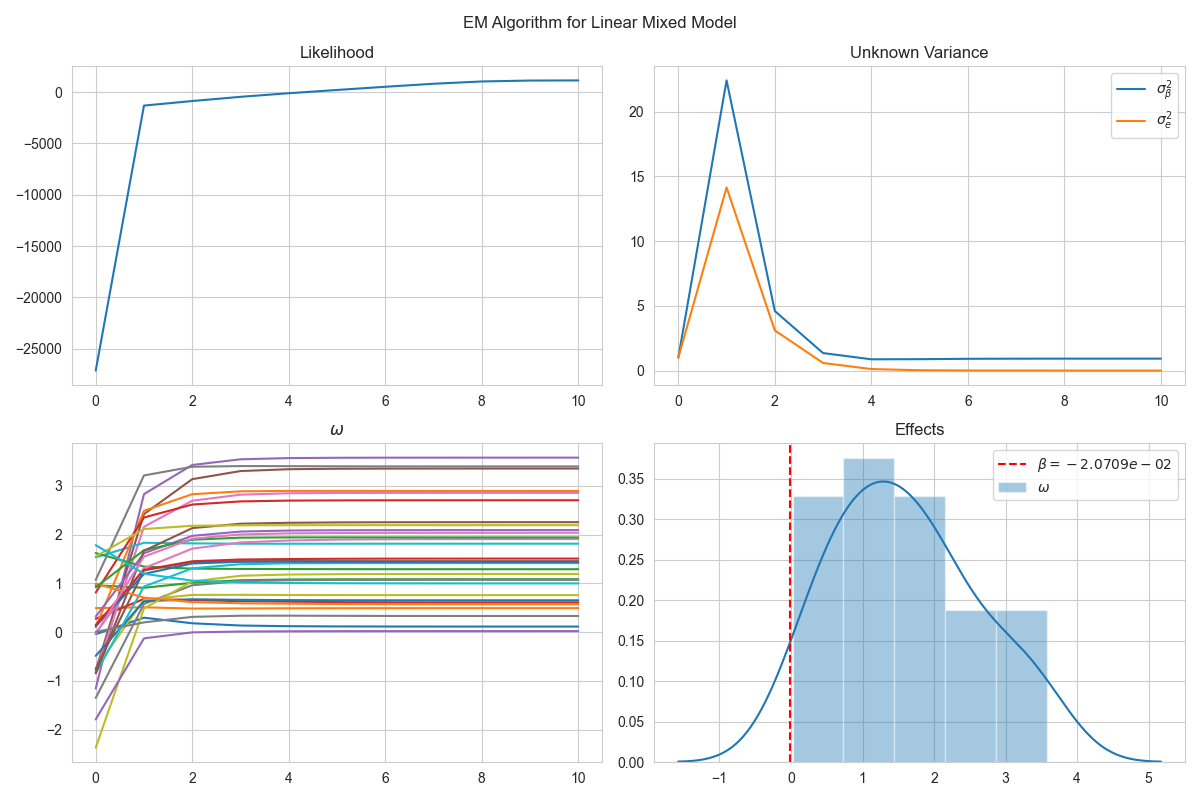 EM Algorithm for Linear Mixed Model
Likelihood
0
−5000
−10000
−15000
−20000
−25000
0 2 4 6 8 10
Unknown Variance
20
15
10
5
0
0 2 4 6 8 10
σ²_β̂
σ²_e
ω
3
2
1
0
−1
−2
0 2 4 6 8 10
Effects
0.35
0.30
0.25
0.20
0.15
0.10
0.05
0.00
−1 0 1 2 3 4 5
β = −2.0709e − 02
ω